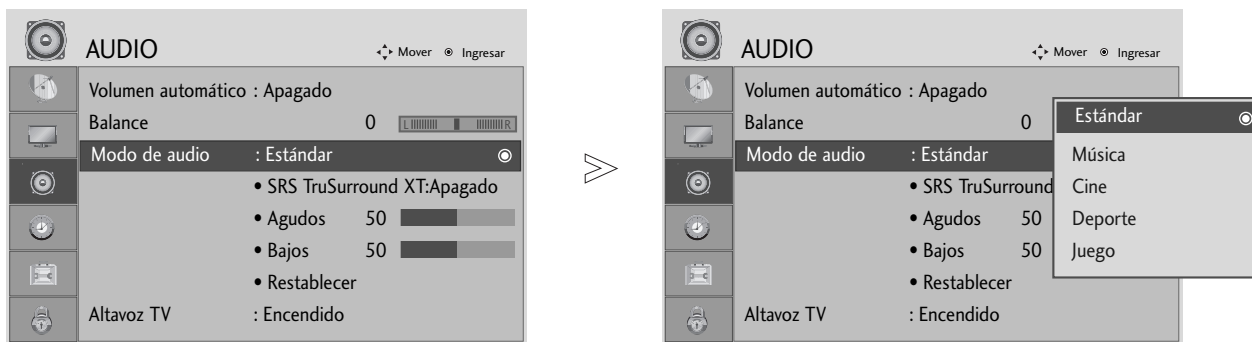 AUDIO
Mover Ingresar
Volumen automático : Apagado
Balance 0 L R
Modo de audio : Estándar
• SRS TruSurround XT:Apagado
• Agudos 50
• Bajos 50
• Restablecer
Altavoz TV : Encendido
AUDIO
Mover Ingresar
Volumen automático : Apagado
Balance 0
Modo de audio : Estándar
• SRS TruSurround
• Agudos 50
• Bajos 50
• Restablecer
Altavoz TV : Encendido
Estándar
Música
Cine
Deporte
Juego